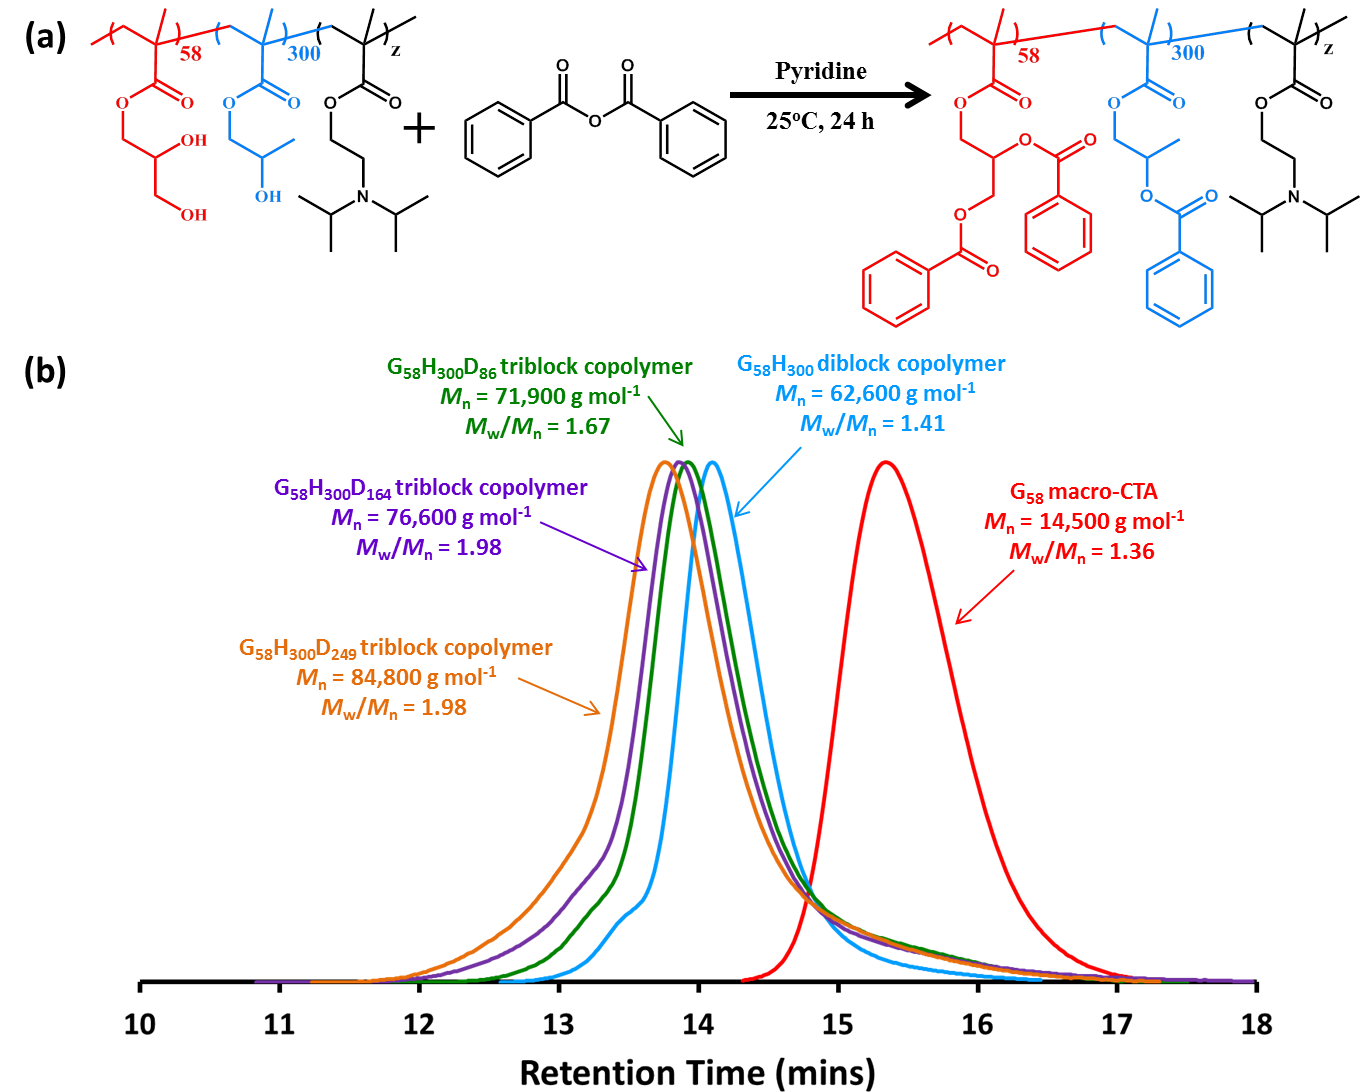 (a)
58
300
z
O
O
O
O
O
O
OH
OH
OH
N
+
O
O
O
Pyridine
25°C, 24 h
58
300
z
O
O
O
O
O
O
O
O
O
O
O
O
N
(b)
G58H300D86 triblock copolymer
Mn = 71,900 g mol-1
Mw/Mn = 1.67
G58H300 diblock copolymer
Mn = 62,600 g mol-1
Mw/Mn = 1.41
G58H300D164 triblock copolymer
Mn = 76,600 g mol-1
Mw/Mn = 1.98
G58 macro-CTA
Mn = 14,500 g mol-1
Mw/Mn = 1.36
G58H300D249 triblock copolymer
Mn = 84,800 g mol-1
Mw/Mn = 1.98
10 11 12 13 14 15 16 17 18
Retention Time (mins)